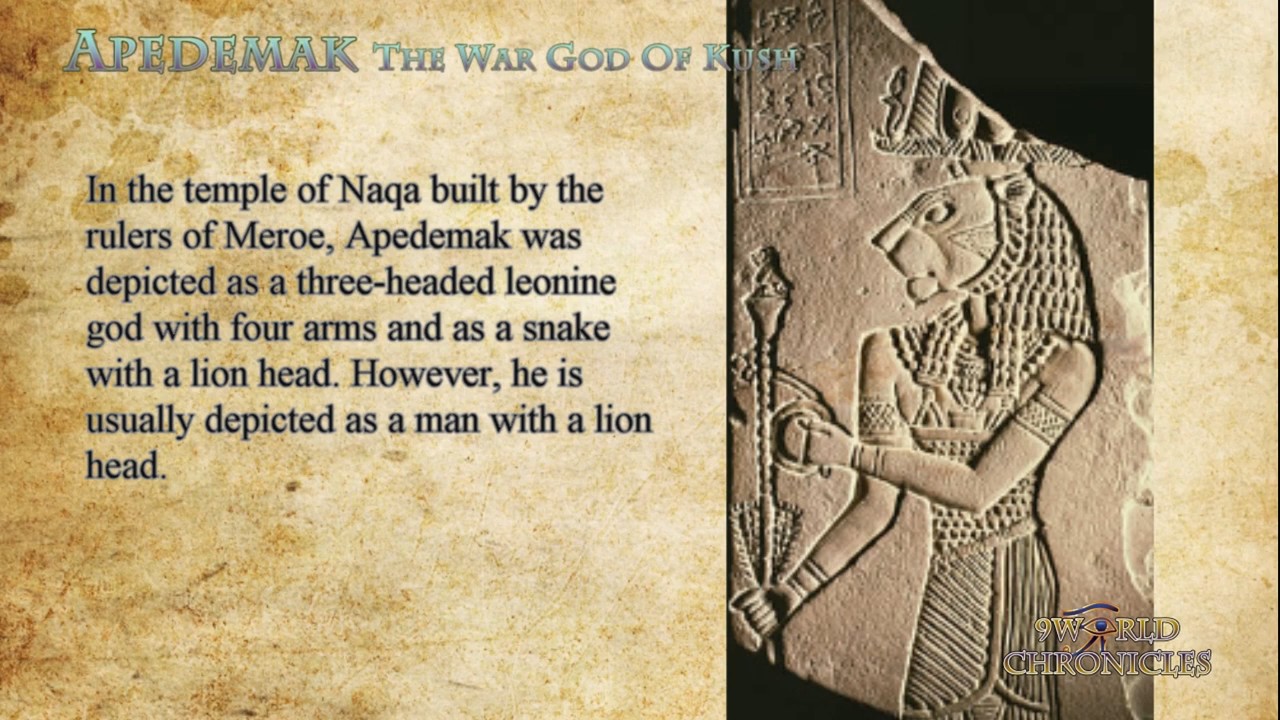 APEDEMAK THE WAR GOD OF KUSH
In the temple of Naqa built by the
rulers of Meroe, Apedemak was
depicted as a three-headed leonine
god with four arms and as a snake
with a lion head. However, he is
usually depicted as a man with a lion
head.
9WORLD
CHRONICLES